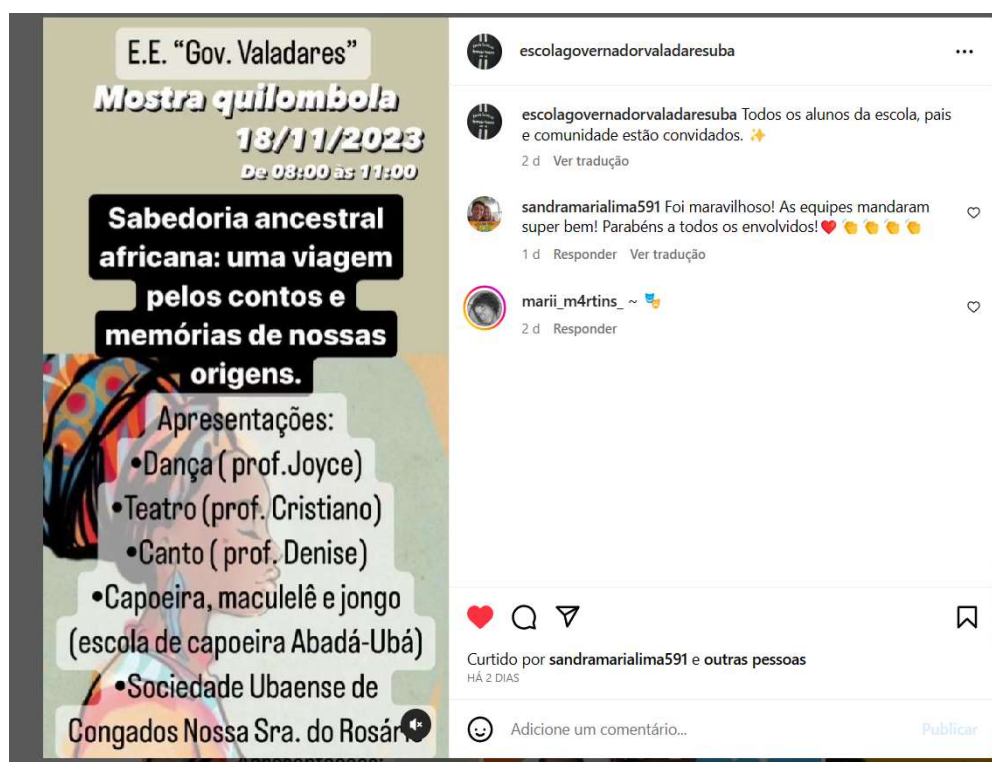 E.E. “Gov. Valadares”
Mostra quilombola
18/11/2023
De 08:00 às 11:00
Sabedoria ancestral
africana: uma viagem
pelos contos e
memórias de nossas
origens.
Apresentações:
•Dança ( prof.Joyce)
•Teatro (prof. Cristiano)
•Canto ( prof. Denise)
•Capoeira, maculelê e jongo
(escola de capoeira Abadá-Ubá)
•Sociedade Ubaense de
Congados Nossa Sra. do Rosário
Apresentações:
escolagovernadorvaladaresuba
escolagovernadorvaladaresuba Todos os alunos da escola, pais
e comunidade estão convidados. ✨
2 d Ver tradução
sandramarialima591 Foi maravilhoso! As equipes mandaram
super bem! Parabéns a todos os envolvidos!❤️ 👏 👏 👏 👏
1 d Responder Ver tradução
marii_m4rtins_ ~ 🎭
2 d Responder
Curtido por sandramarialima591 e outras pessoas
HÁ 2 DIAS
Adicione um comentário...
Publicar